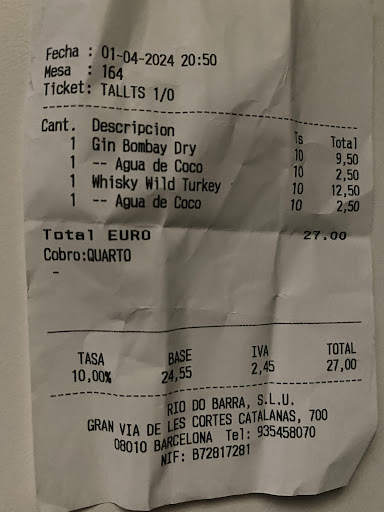 Fecha : 01-04-2024 20:50
Mesa : 164
Ticket: TALLTS 1/0
Cant. Descripcion Ts Total
1 Gin Bombay Dry 10 9,50
1 -- Agua de Coco 10 2,50
1 Whisky Wild Turkey 10 12,50
1 -- Agua de Coco 10 2,50
Total EURO 27.00
Cobro:QUARTO
-
TASA BASE IVA TOTAL
10,00% 24,55 2,45 27,00
RIO DO BARRA, S.L.U.
GRAN VIA DE LES CORTES CATALANAS, 700
08010 BARCELONA Tel: 935458070
NIF: B72817281